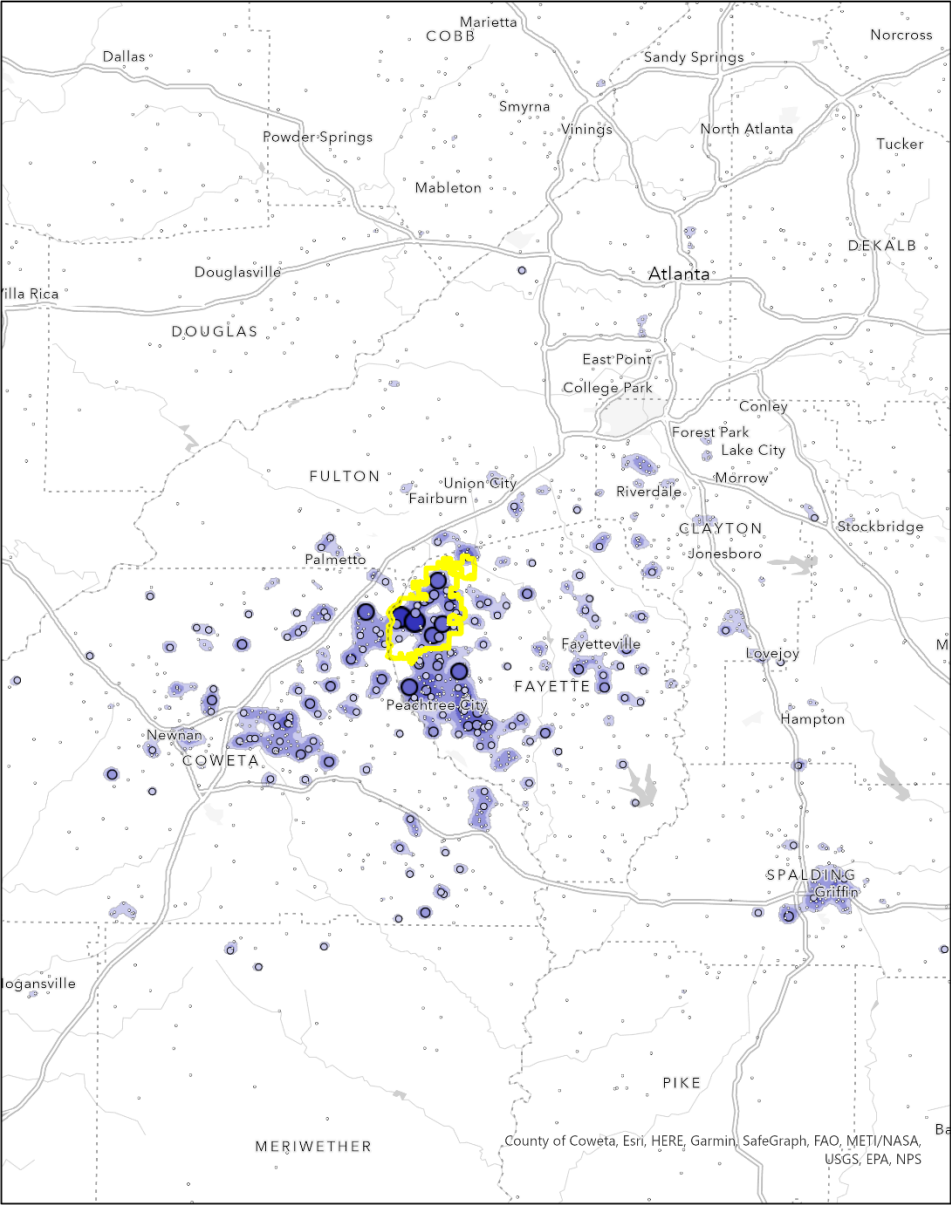 Marietta
COBB
Norcross
Dallas
Sandy Springs
Smyrna
Vinings
North Atlanta
Powder Springs
Tucker
Mableton
DEKALB
Douglasville
Atlanta
illa Rica
DOUGLAS
East Point
College Park
Conley
Forest Park
Lake City
FULTON
Union City
Morrow
Fairburn
Riverdale
CLAYTON
Stockbridge
Jonesboro
Palmetto
Fayetteville
M
Lovejoy
FAYETTE
Peachtree City
Hampton
Newnan
COWETA
SPALDING
Griffin
logansville
PIKE
Ba
MERIWETHER
County of Coweta, Esri, HERE, Garmin, SafeGraph, FAO, METI/NASA,
USGS, EPA, NPS